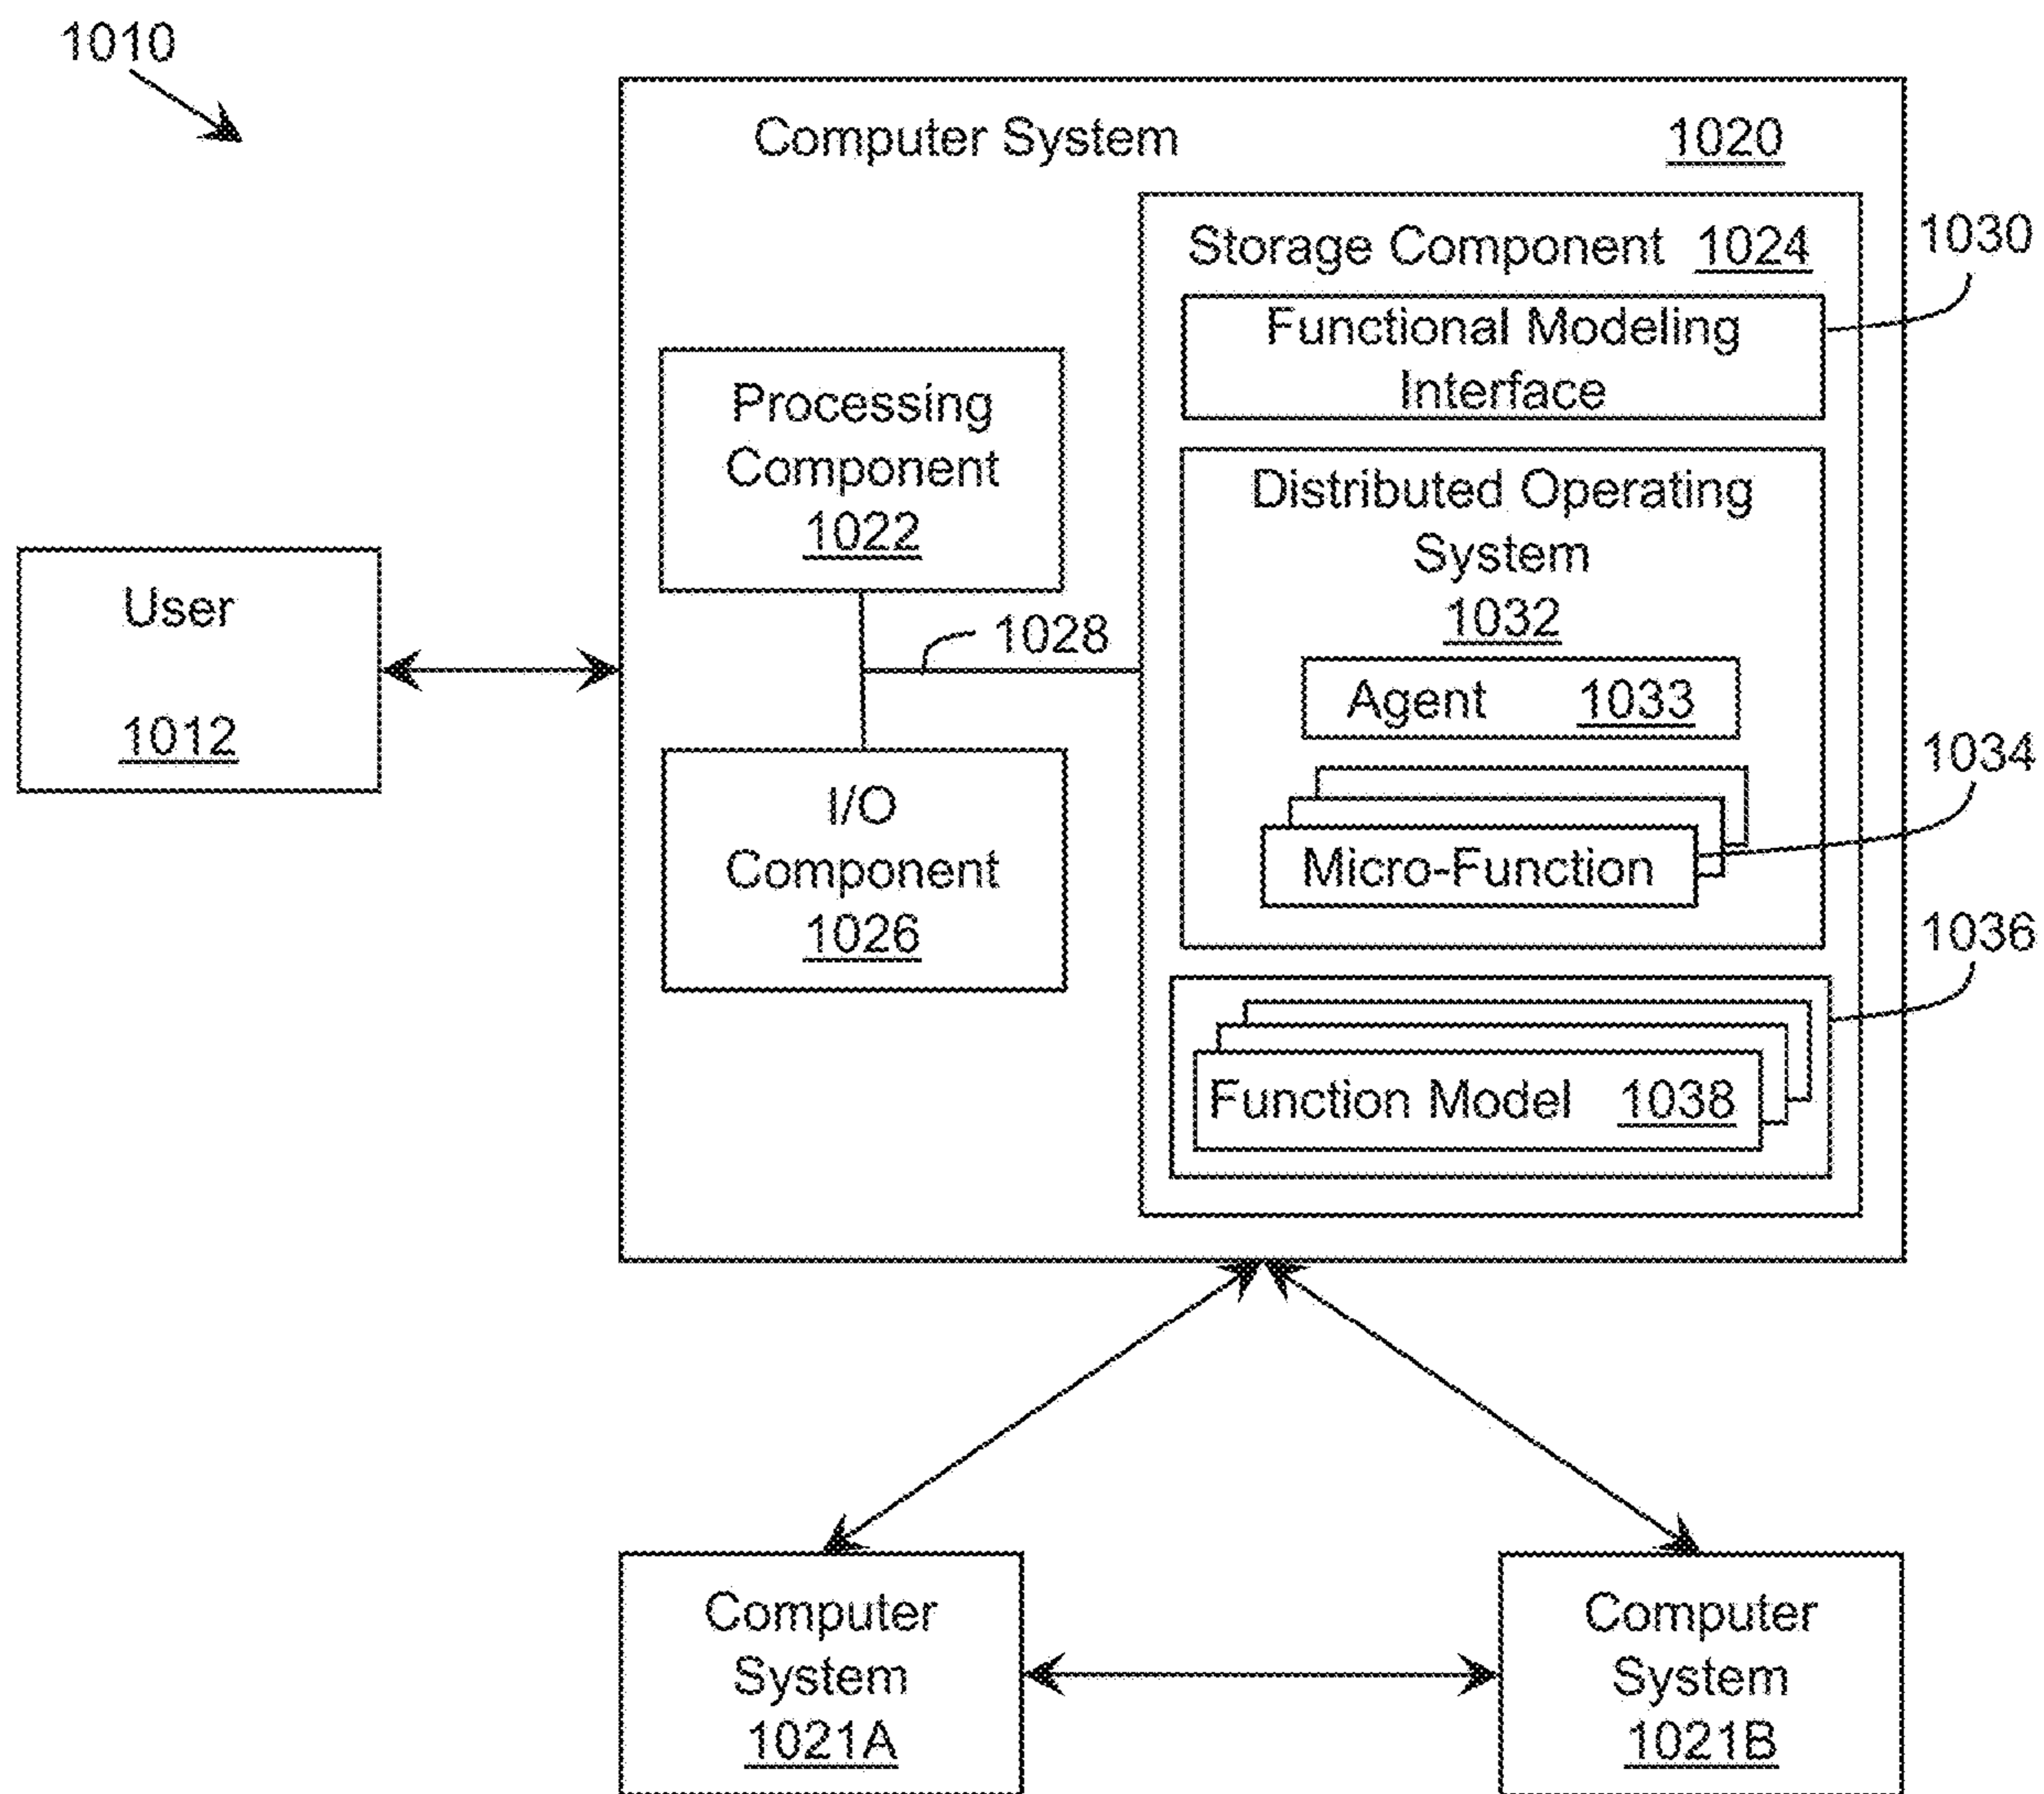 1010
Computer System 1020
Storage Component 1024
1030
Functional Modeling
Interface
Processing
Component
1022
Distributed Operating
System
1032
User
1012
1028
Agent 1033
1034
I/O
Component
1026
Micro-Function
1036
Function Model 1038
Computer
System
1021A
Computer
System
1021B